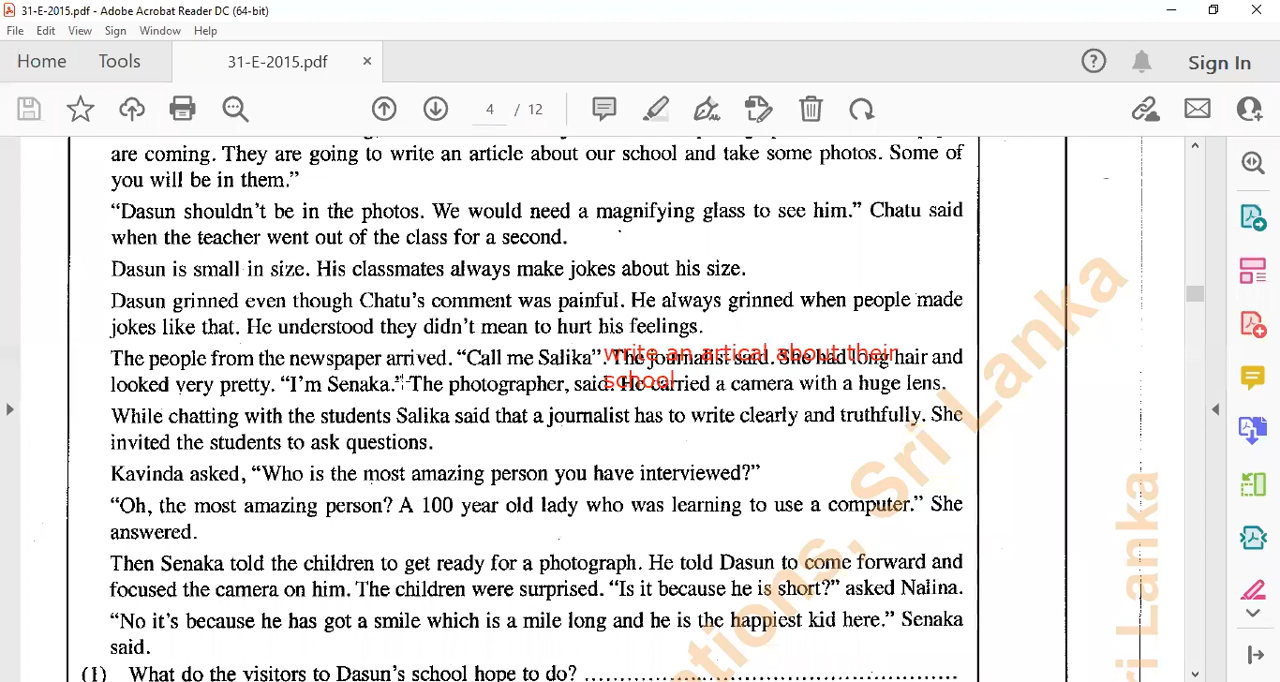 31-E-2015.pdf - Adobe Acrobat Reader DC (64-bit)
File Edit View Sign Window Help
Home Tools 31-E-2015.pdf × Sign In
4 / 12
are coming. They are going to write an article about our school and take some photos. Some of
you will be in them.”
“Dasun shouldn’t be in the photos. We would need a magnifying glass to see him.” Chatu said
when the teacher went out of the class for a second.
Dasun is small in size. His classmates always make jokes about his size.
Dasun grinned even though Chatu’s comment was painful. He always grinned when people made
jokes like that. He understood they didn’t mean to hurt his feelings.
The people from the newspaper arrived. “Call me Salika”. The journalist said. She had long hair and
write an artical about their
looked very pretty. “I’m Senaka.” The photographer, said. He carried a camera with a huge lens.
school
While chatting with the students Salika said that a journalist has to write clearly and truthfully. She
invited the students to ask questions.
Kavinda asked, “Who is the most amazing person you have interviewed?”
“Oh, the most amazing person? A 100 year old lady who was learning to use a computer.” She
answered.
Then Senaka told the children to get ready for a photograph. He told Dasun to come forward and
focused the camera on him. The children were surprised. “Is it because he is short?” asked Nalina.
“No it’s because he has got a smile which is a mile long and he is the happiest kid here.” Senaka
said.
(1) What do the visitors to Dasun’s school hope to do? ........................................................
ations, Sri Lanka
ri Lanka